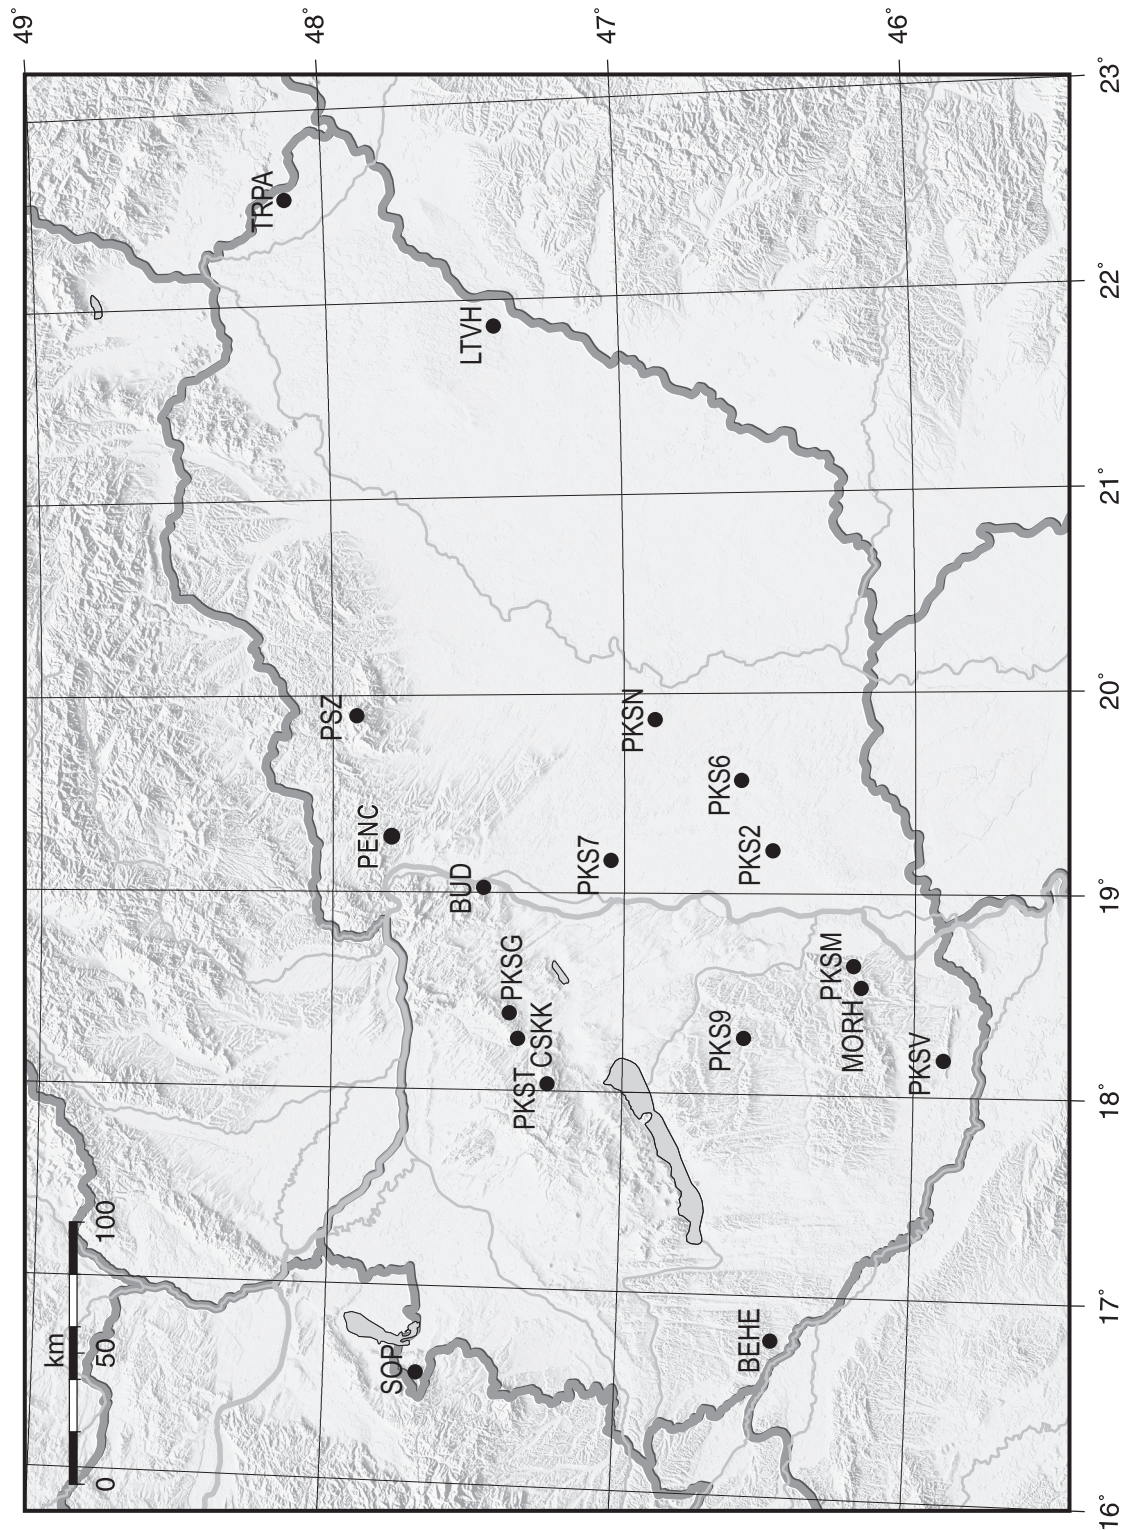 49°
48°
47°
46°
16°
17°
18°
19°
20°
21°
22°
23°
km
0
50
100
TRPA
LTVH
PSZ
PENC
BUD
PKSN
PKS6
PKS7
PKS2
PKSG
CSKK
PKST
PKS9
PKSM
MORH
PKSV
SOP
BEHE